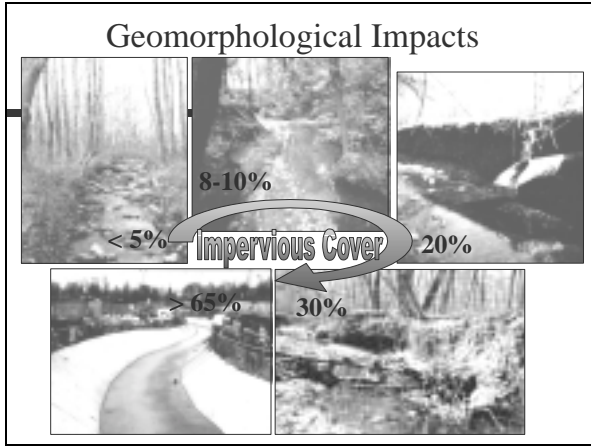 Geomorphological Impacts
8-10%
< 5%
Impervious Cover
20%
> 65%
30%